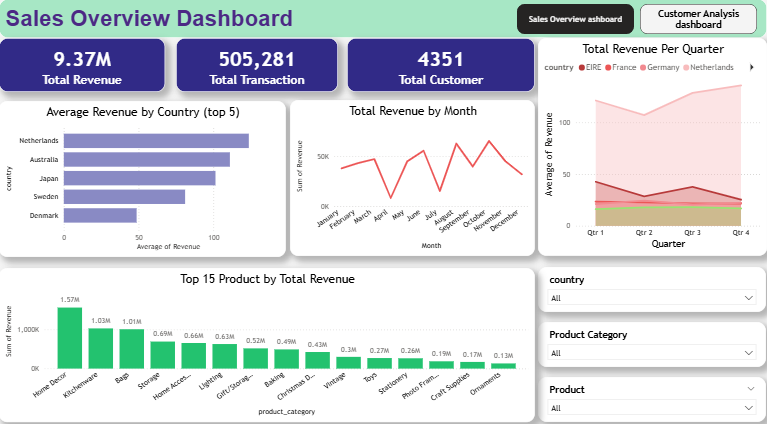 Sales Overview Dashboard
Sales Overview ashboard
Customer Analysis
dashboard
9.37M
Total Revenue
505,281
Total Transaction
4351
Total Customer
Total Revenue Per Quarter
country EIRE France Germany Netherlands
Average of Revenue
100
50
0
Qtr 1 Qtr 2 Qtr 3 Qtr 4
Quarter
Average Revenue by Country (top 5)
country
Netherlands
Australia
Japan
Sweden
Denmark
0 50 100
Average of Revenue
Total Revenue by Month
Sum of Revenue
50K
0K
January February March April May June July August September October November December
Month
Top 15 Product by Total Revenue
Sum of Revenue
1,000K
0K
1.57M 1.03M 1.01M 0.69M 0.66M 0.63M 0.52M 0.49M 0.43M 0.3M 0.27M 0.26M 0.19M 0.17M 0.13M
Home Decor Kitchenware Bags Storage Home Acces... Lighting Gift/Storag... Baking Christmas D... Vintage Toys Stationery Photo Fram... Craft Supplies Ornaments
product_category
country
All
Product Category
All
Product
All